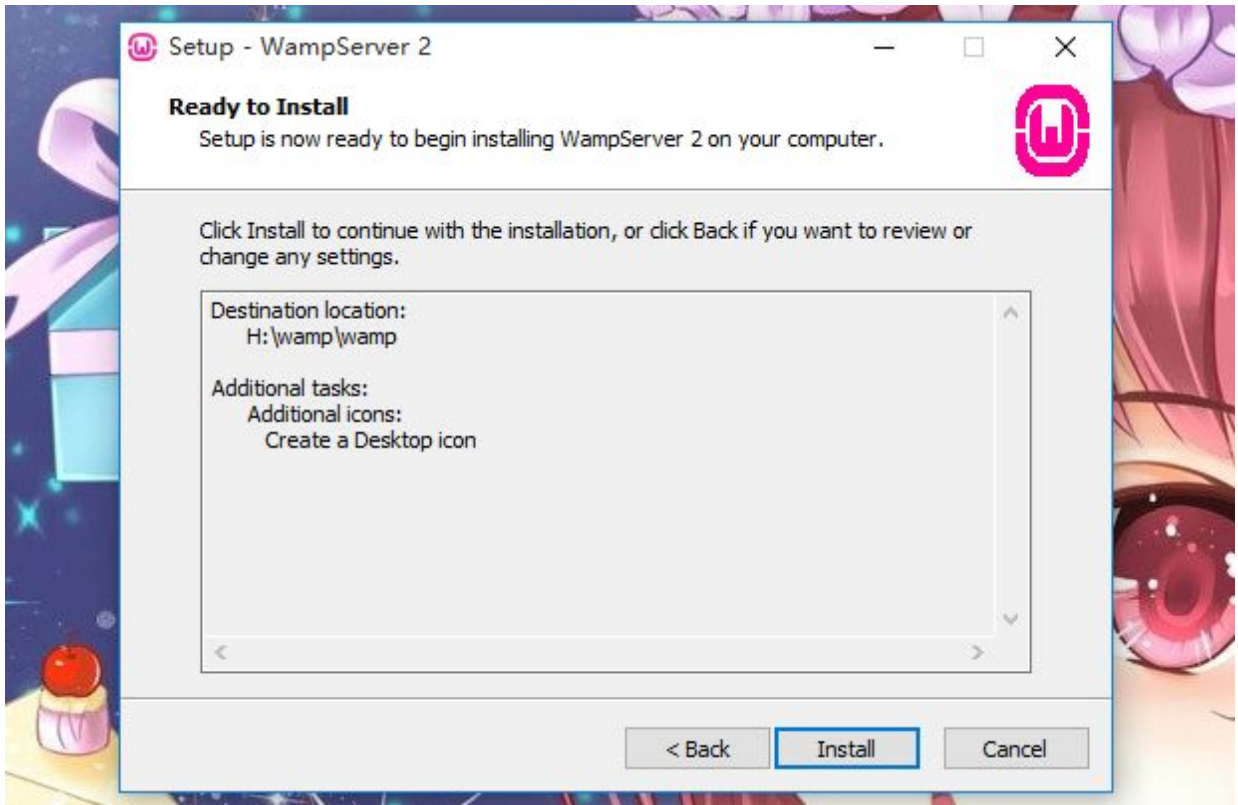 Setup - WampServer 2
Ready to Install
Setup is now ready to begin installing WampServer 2 on your computer.
Click Install to continue with the installation, or click Back if you want to review or
change any settings.
Destination location:
H:\wamp\wamp
Additional tasks:
Additional icons:
Create a Desktop icon
< Back
Install
Cancel